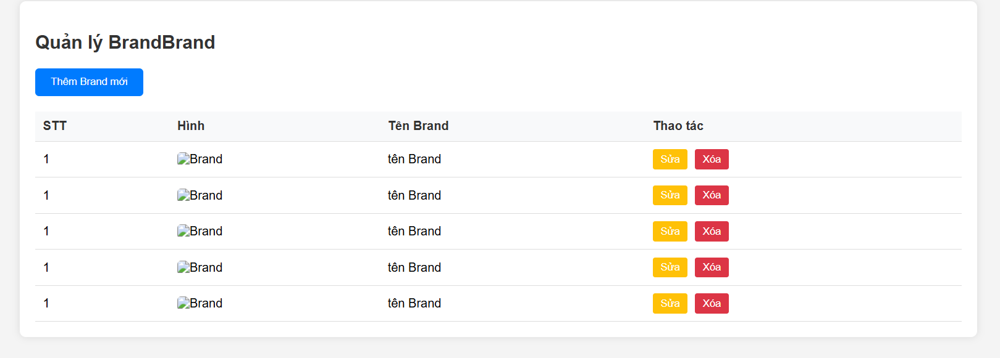 Quản lý BrandBrand
Thêm Brand mới
STT Hình Tên Brand Thao tác
1 Brand tên Brand Sửa Xóa
1 Brand tên Brand Sửa Xóa
1 Brand tên Brand Sửa Xóa
1 Brand tên Brand Sửa Xóa
1 Brand tên Brand Sửa Xóa